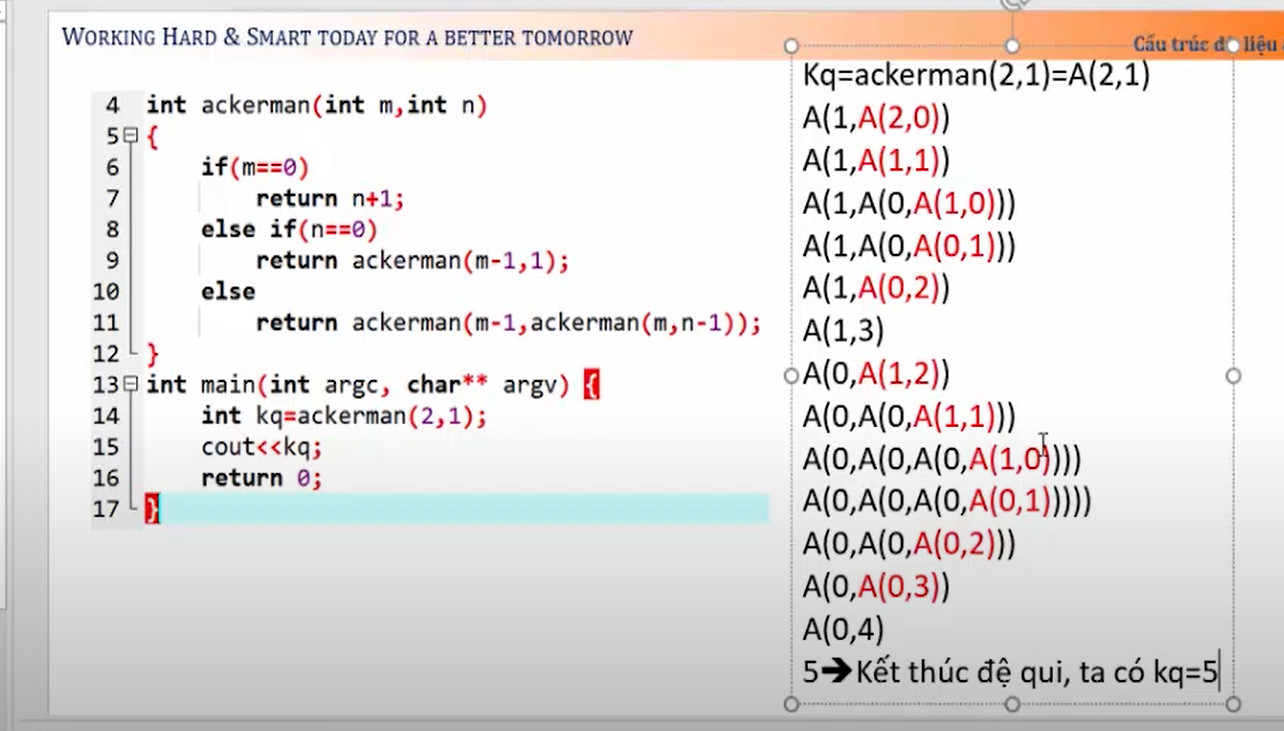 WORKING HARD & SMART TODAY FOR A BETTER TOMORROW
Cấu trúc dữ liệu
4 int ackerman(int m,int n)
5 {
6 if(m==0)
7 return n+1;
8 else if(n==0)
9 return ackerman(m-1,1);
10 else
11 return ackerman(m-1,ackerman(m,n-1));
12 }
13 int main(int argc, char** argv) {
14 int kq=ackerman(2,1);
15 cout<<kq;
16 return 0;
17 }
Kq=ackerman(2,1)=A(2,1)
A(1,A(2,0))
A(1,A(1,1))
A(1,A(0,A(1,0)))
A(1,A(0,A(0,1)))
A(1,A(0,2))
A(1,3)
A(0,A(1,2))
A(0,A(0,A(1,1)))
A(0,A(0,A(0,A(1,0))))
A(0,A(0,A(0,A(0,1)))))
A(0,A(0,A(0,2)))
A(0,A(0,3))
A(0,4)
5➔Kết thúc đệ qui, ta có kq=5